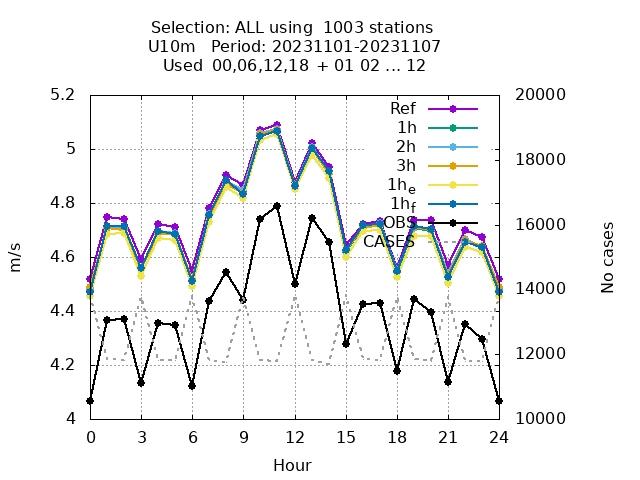 Selection: ALL using 1003 stations
U10m Period: 20231101-20231107
Used 00,06,12,18 + 01 02 ... 12
5.2
5
4.8
4.6
4.4
4.2
4
20000
18000
16000
14000
12000
10000
Ref
1h
2h
3h
1he
1hf
OBS
CASES
m/s
No cases
0 3 6 9 12 15 18 21 24
Hour